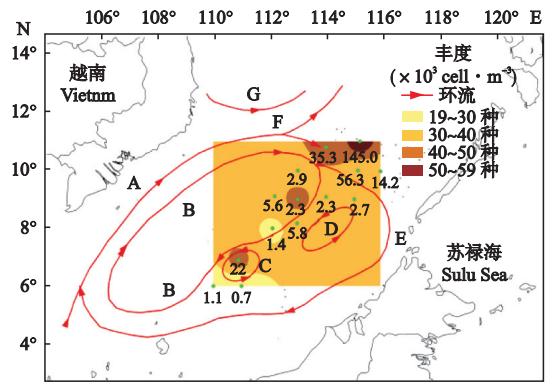 106° 108° 110° 112° 114° 116° 118° 120° E
N
14°
12°
10°
8°
6°
4°
越南
Vietnm
丰度
(×10³ cell·m⁻³)
环流
19~30 种
30~40 种
40~50 种
50~59 种
G
F
A
B
35.3 145.0
2.9 56.3 14.2
5.6 2.3 2.3 2.7
D
5.8
1.4
E
苏禄海
Sulu Sea
22 C
B
1.1 0.7